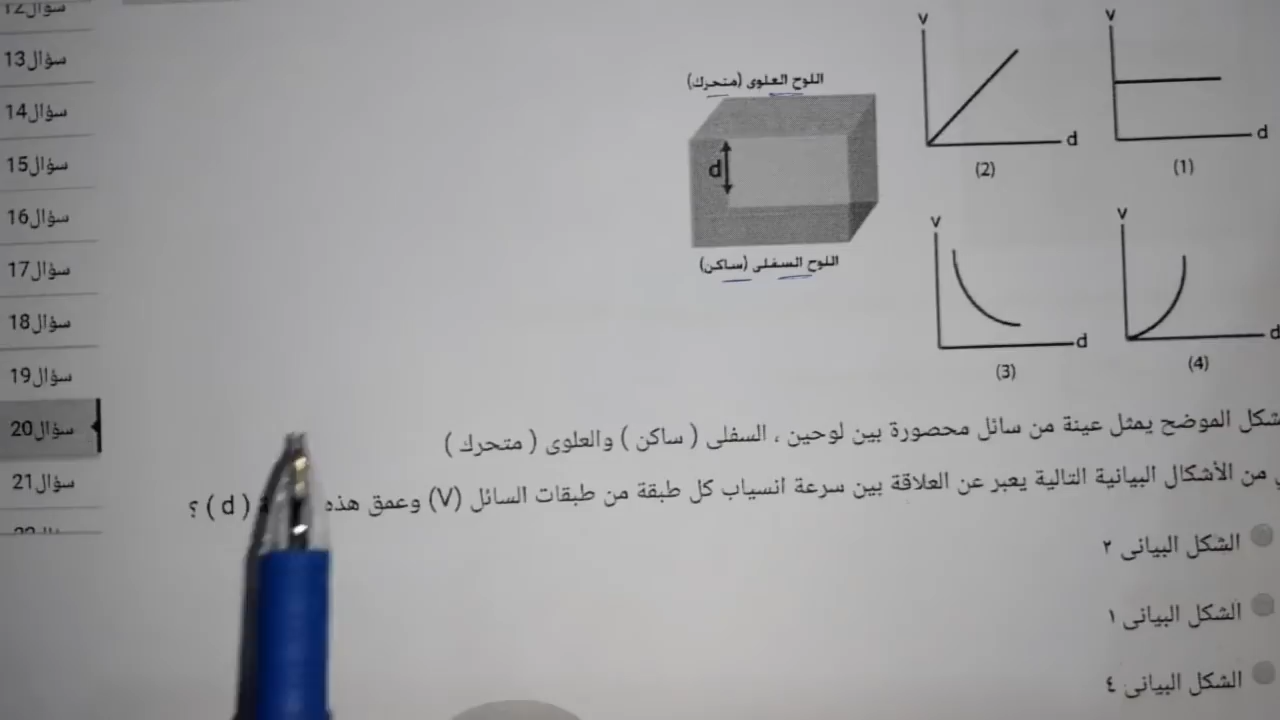 سؤال12
سؤال13
سؤال14
سؤال15
سؤال16
سؤال17
سؤال18
سؤال19
سؤال20
سؤال21
اللوح العلوى (متحرك)
d
اللوح السفلى (ساكن)
V
d
(2)
V
d
(1)
V
d
(3)
V
d
(4)
الموضح يمثل عينة من سائل محصورة بين لوحين ، السفلى ( ساكن ) والعلوى ( متحرك )
من الأشكال البيانية التالية يعبر عن العلاقة بين سرعة انسياب كل طبقة من طبقات السائل (V) وعمق هذه ( d ) ؟
الشكل البيانى ٢
الشكل البيانى ١
الشكل البيانى ٤